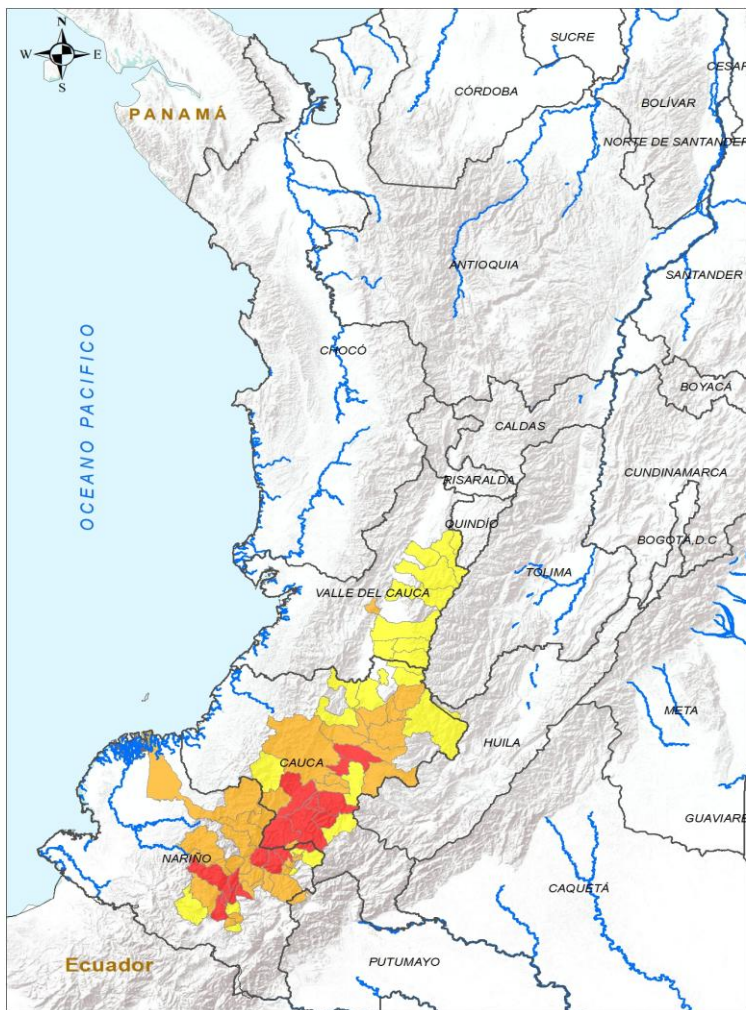 N
W E
S
PANAMÁ
SUCRE
CESAR
CÓRDOBA
BOLÍVAR
NORTE DE SANTANDER
ANTIOQUIA
SANTANDER
OCEANO PACIFICO
CHOCÓ
BOYACÁ
CALDAS
CUNDINAMARCA
RISARALDA
QUINDÍO
BOGOTÁ,D.C
TOLIMA
VALLE DEL CAUCA
META
HUILA
CAUCA
GUAVIARE
NARIÑO
CAQUETÁ
Ecuador
PUTUMAYO